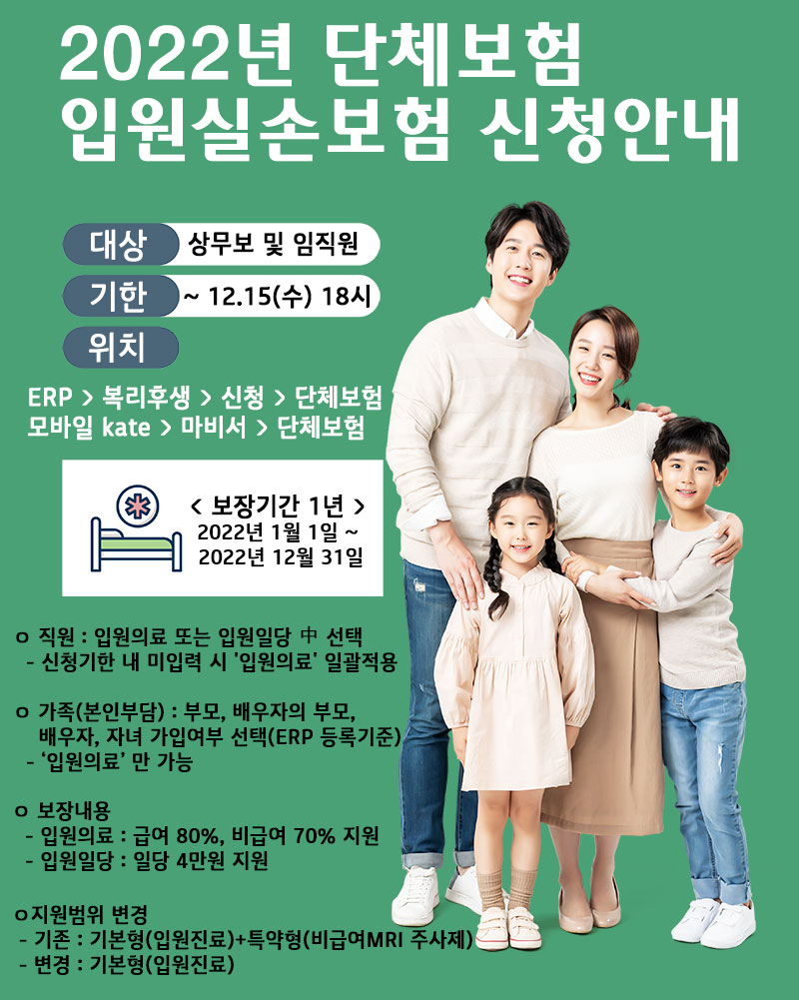 2022년 단체보험
입원실손보험 신청안내
대상 상무보 및 임직원
기한 ~ 12.15(수) 18시
위치
ERP > 복리후생 > 신청 > 단체보험
모바일 kate > 마비서 > 단체보험
< 보장기간 1년 >
2022년 1월 1일 ~
2022년 12월 31일
ㅇ 직원 : 입원의료 또는 입원일당 中 선택
- 신청기한 내 미입력 시 '입원의료' 일괄적용
ㅇ 가족(본인부담) : 부모, 배우자의 부모,
배우자, 자녀 가입여부 선택(ERP 등록기준)
- ‘입원의료’ 만 가능
ㅇ 보장내용
- 입원의료 : 급여 80%, 비급여 70% 지원
- 입원일당 : 일당 4만원 지원
ㅇ지원범위 변경
- 기존 : 기본형(입원진료)+특약형(비급여MRI 주사제)
- 변경 : 기본형(입원진료)